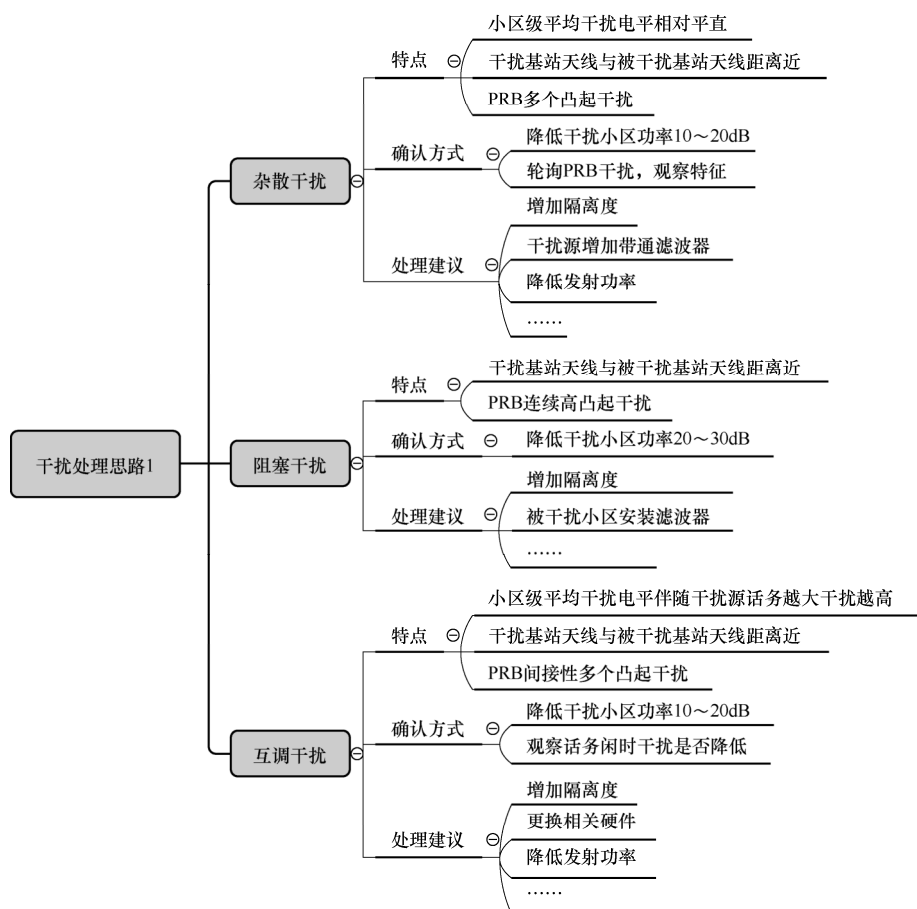 干扰处理思路1
杂散干扰
特点
小区级平均干扰电平相对平直
干扰基站天线与被干扰基站天线距离近
PRB多个凸起干扰
确认方式
降低干扰小区功率10～20dB
轮询PRB干扰，观察特征
处理建议
增加隔离度
干扰源增加带通滤波器
降低发射功率
……
阻塞干扰
特点
干扰基站天线与被干扰基站天线距离近
PRB连续高凸起干扰
确认方式
降低干扰小区功率20～30dB
处理建议
增加隔离度
被干扰小区安装滤波器
……
互调干扰
特点
小区级平均干扰电平伴随干扰源话务越大干扰越高
干扰基站天线与被干扰基站天线距离近
PRB间接性多个凸起干扰
确认方式
降低干扰小区功率10～20dB
观察话务闲时干扰是否降低
处理建议
增加隔离度
更换相关硬件
降低发射功率
……